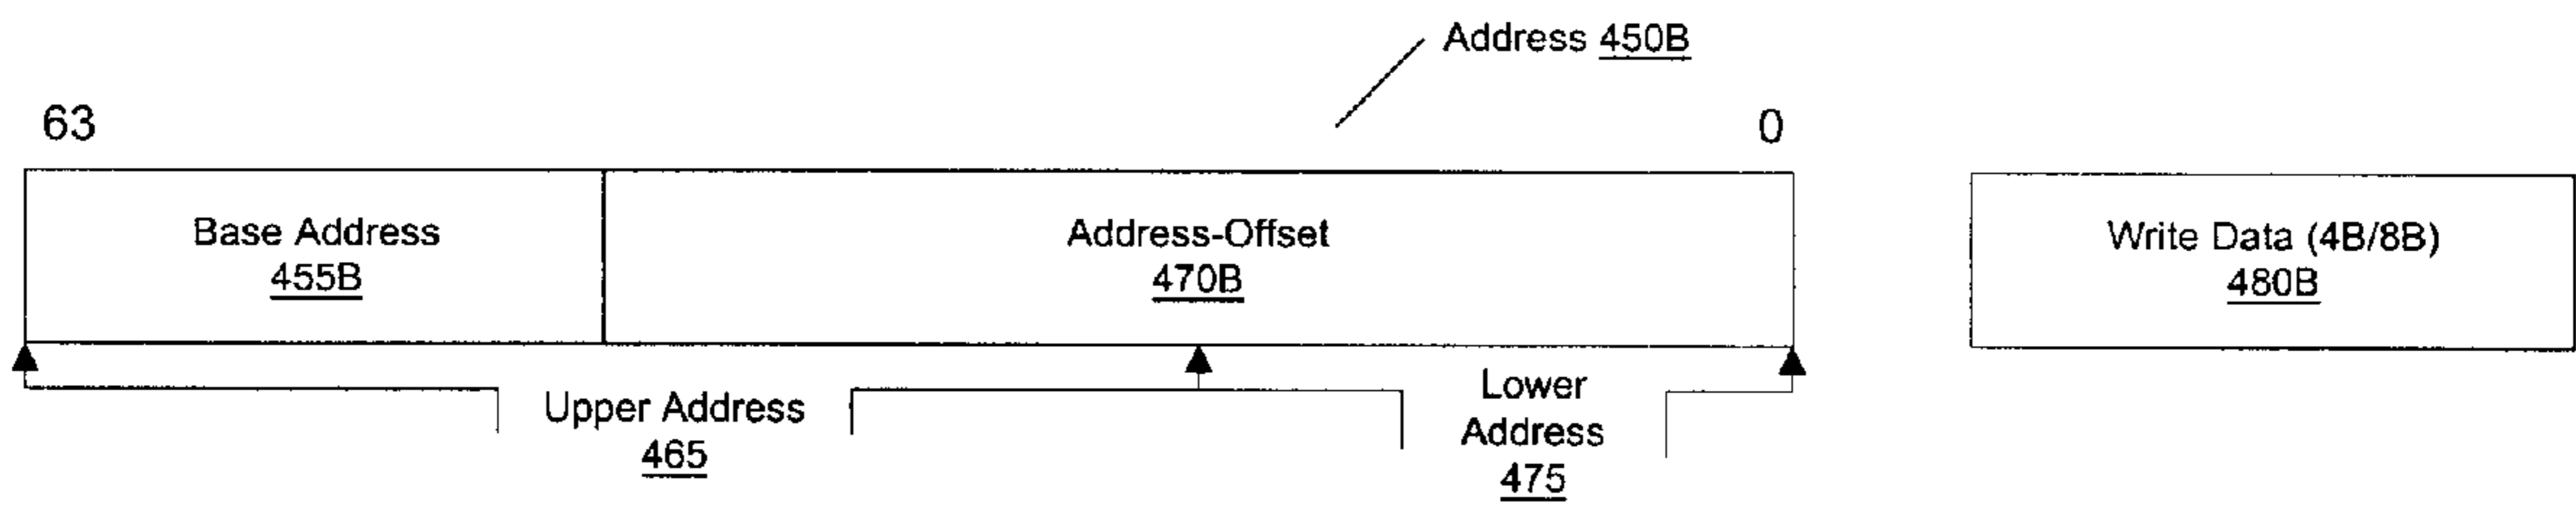 Address 450B
63
0
Base Address
455B
Address-Offset
470B
Write Data (4B/8B)
480B
Upper Address
465
Lower
Address
475